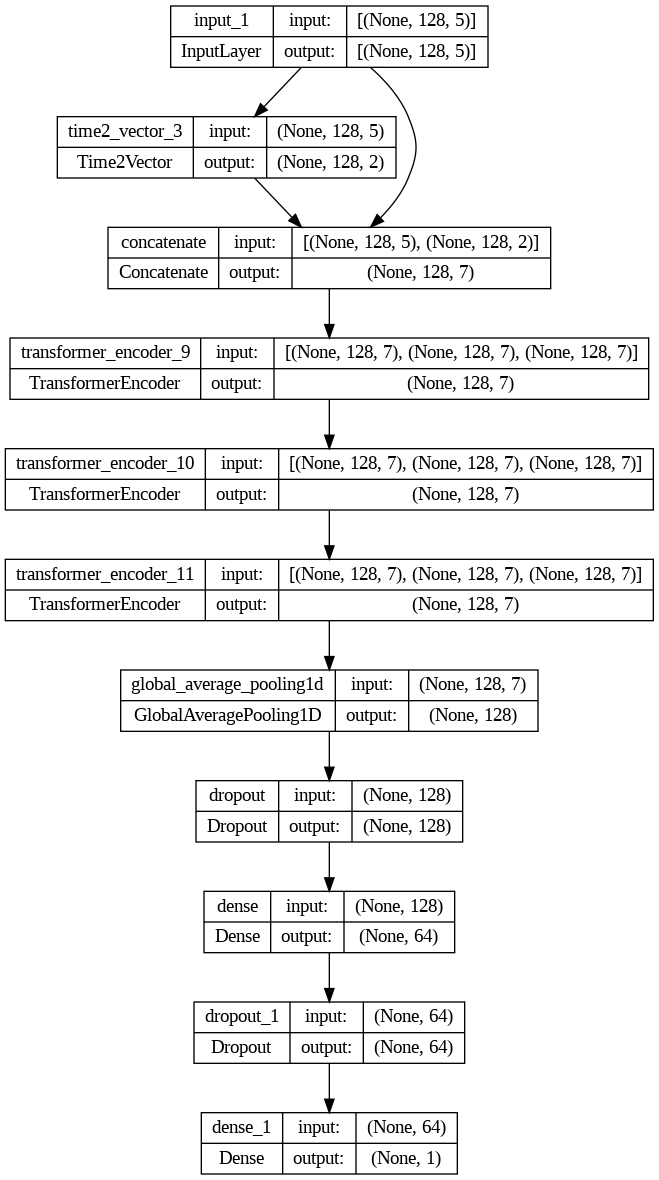 input_1 input: [(None, 128, 5)]
InputLayer output: [(None, 128, 5)]
time2_vector_3 input: (None, 128, 5)
Time2Vector output: (None, 128, 2)
concatenate input: [(None, 128, 5), (None, 128, 2)]
Concatenate output: (None, 128, 7)
transformer_encoder_9 input: [(None, 128, 7), (None, 128, 7), (None, 128, 7)]
TransformerEncoder output: (None, 128, 7)
transformer_encoder_10 input: [(None, 128, 7), (None, 128, 7), (None, 128, 7)]
TransformerEncoder output: (None, 128, 7)
transformer_encoder_11 input: [(None, 128, 7), (None, 128, 7), (None, 128, 7)]
TransformerEncoder output: (None, 128, 7)
global_average_pooling1d input: (None, 128, 7)
GlobalAveragePooling1D output: (None, 128)
dropout input: (None, 128)
Dropout output: (None, 128)
dense input: (None, 128)
Dense output: (None, 64)
dropout_1 input: (None, 64)
Dropout output: (None, 64)
dense_1 input: (None, 64)
Dense output: (None, 1)